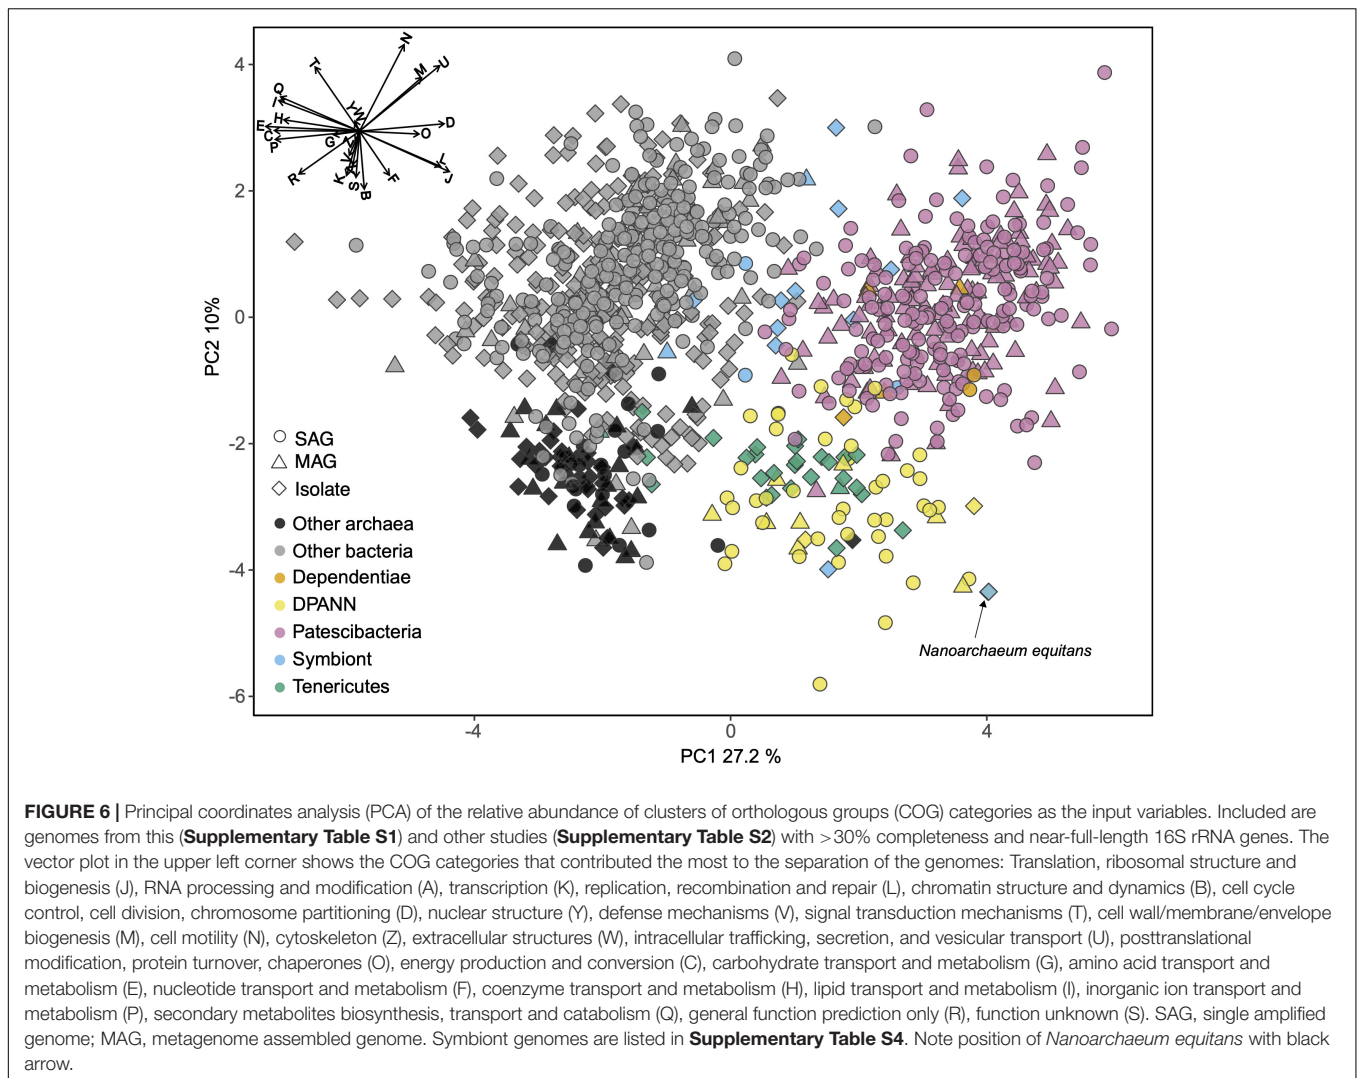 4
2
0
-2
-4
-6
PC2 10%
N
T
M
U
Q
I
Y
W
H
E
C
P
G
D
O
L
J
R
K
S
B
F
SAG
MAG
Isolate
Other archaea
Other bacteria
Dependentiae
DPANN
Patescibacteria
Symbiont
Tenericutes
Nanoarchaeum equitans
-4
0
4
PC1 27.2 %
FIGURE 6 | Principal coordinates analysis (PCA) of the relative abundance of clusters of orthologous groups (COG) categories as the input variables. Included are
genomes from this (Supplementary Table S1) and other studies (Supplementary Table S2) with >30% completeness and near-full-length 16S rRNA genes. The
vector plot in the upper left corner shows the COG categories that contributed the most to the separation of the genomes: Translation, ribosomal structure and
biogenesis (J), RNA processing and modification (A), transcription (K), replication, recombination and repair (L), chromatin structure and dynamics (B), cell cycle
control, cell division, chromosome partitioning (D), nuclear structure (Y), defense mechanisms (V), signal transduction mechanisms (T), cell wall/membrane/envelope
biogenesis (M), cell motility (N), cytoskeleton (Z), extracellular structures (W), intracellular trafficking, secretion, and vesicular transport (U), posttranslational
modification, protein turnover, chaperones (O), energy production and conversion (C), carbohydrate transport and metabolism (G), amino acid transport and
metabolism (E), nucleotide transport and metabolism (F), coenzyme transport and metabolism (H), lipid transport and metabolism (I), inorganic ion transport and
metabolism (P), secondary metabolites biosynthesis, transport and catabolism (Q), general function prediction only (R), function unknown (S). SAG, single amplified
genome; MAG, metagenome assembled genome. Symbiont genomes are listed in Supplementary Table S4. Note position of Nanoarchaeum equitans with black
arrow.